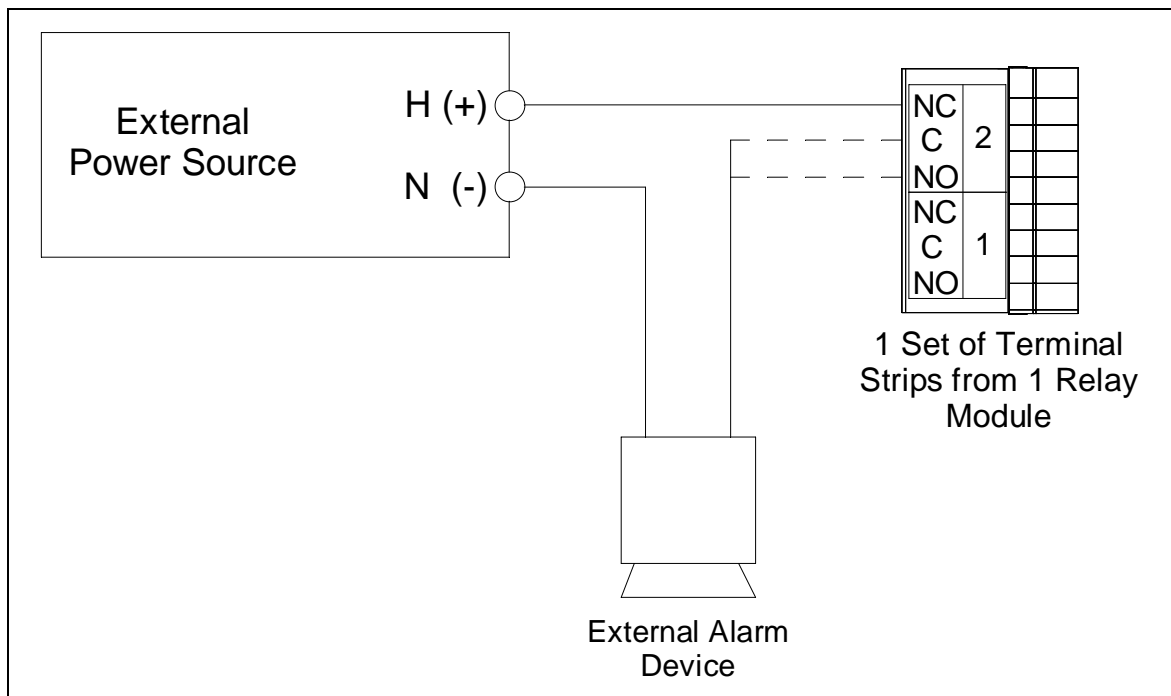 External
Power Source
H (+)
N (-)
NC
C
NO
2
NC
C
NO
1
1 Set of Terminal
Strips from 1 Relay
Module
External Alarm
Device